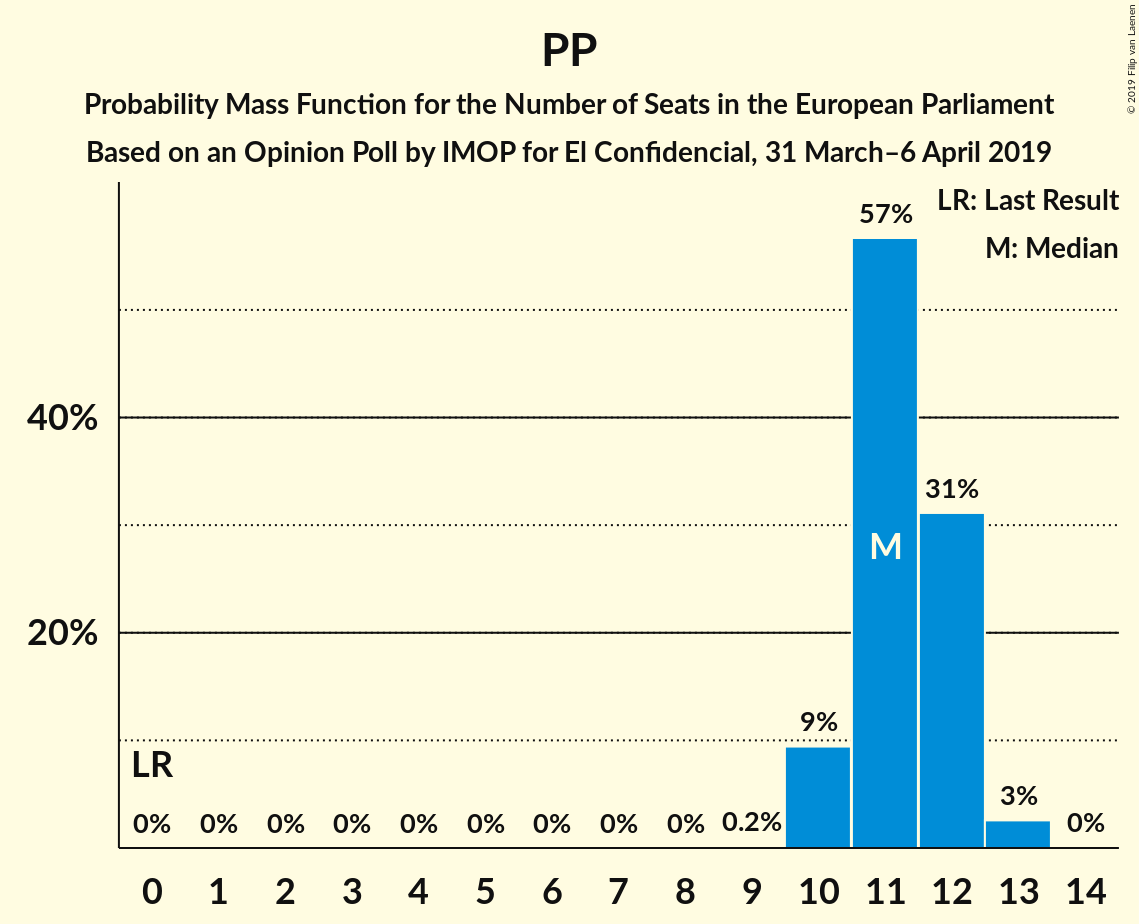 © 2019 Filip van Laenen
PP
Probability Mass Function for the Number of Seats in the European Parliament
Based on an Opinion Poll by IMOP for El Confidencial, 31 March–6 April 2019
LR: Last Result
M: Median
57%
40%
31%
M
20%
9%
LR
3%
0% 0% 0% 0% 0% 0% 0% 0% 0% 0.2% 0%
0 1 2 3 4 5 6 7 8 9 10 11 12 13 14